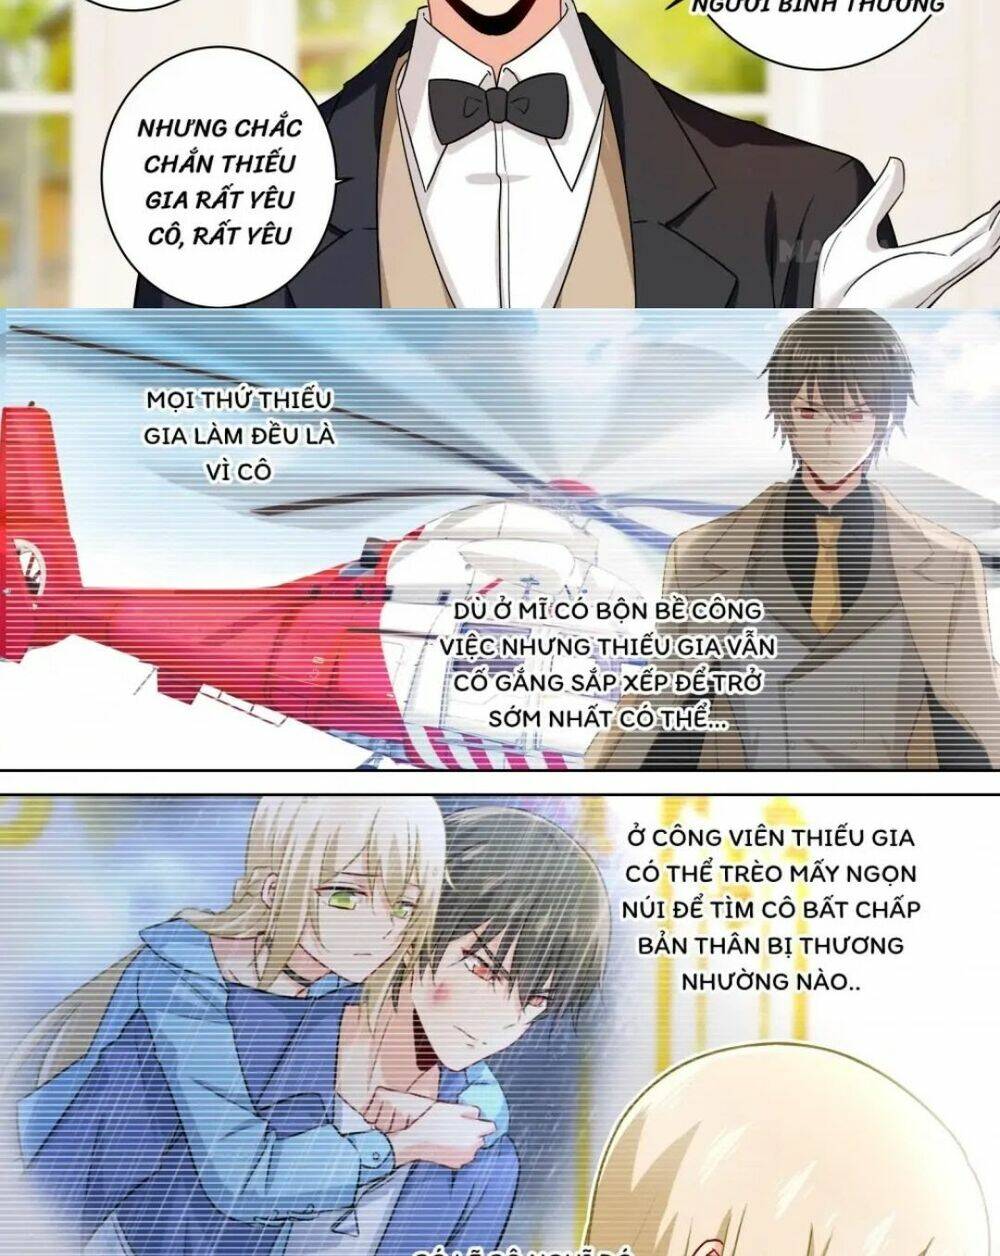 NGƯỜI BÌNH THƯỜNG
NHƯNG CHẮC
CHẮN THIẾU
GIA RẤT YÊU
CÔ, RẤT YÊU
MỌI THỨ THIẾU
GIA LÀM ĐỀU LÀ
VÌ CÔ
DÙ Ở MĨ CÓ BỘN BỀ CÔNG
VIỆC NHƯNG THIẾU GIA VẪN
CỐ GẮNG SẮP XẾP ĐỂ TRỞ
SỚM NHẤT CÓ THỂ...
Ở CÔNG VIÊN THIẾU GIA
CÓ THỂ TRÈO MẤY NGỌN
NÚI ĐỂ TÌM CÔ BẤT CHẤP
BẢN THÂN BỊ THƯƠNG
NHƯỜNG NÀO..